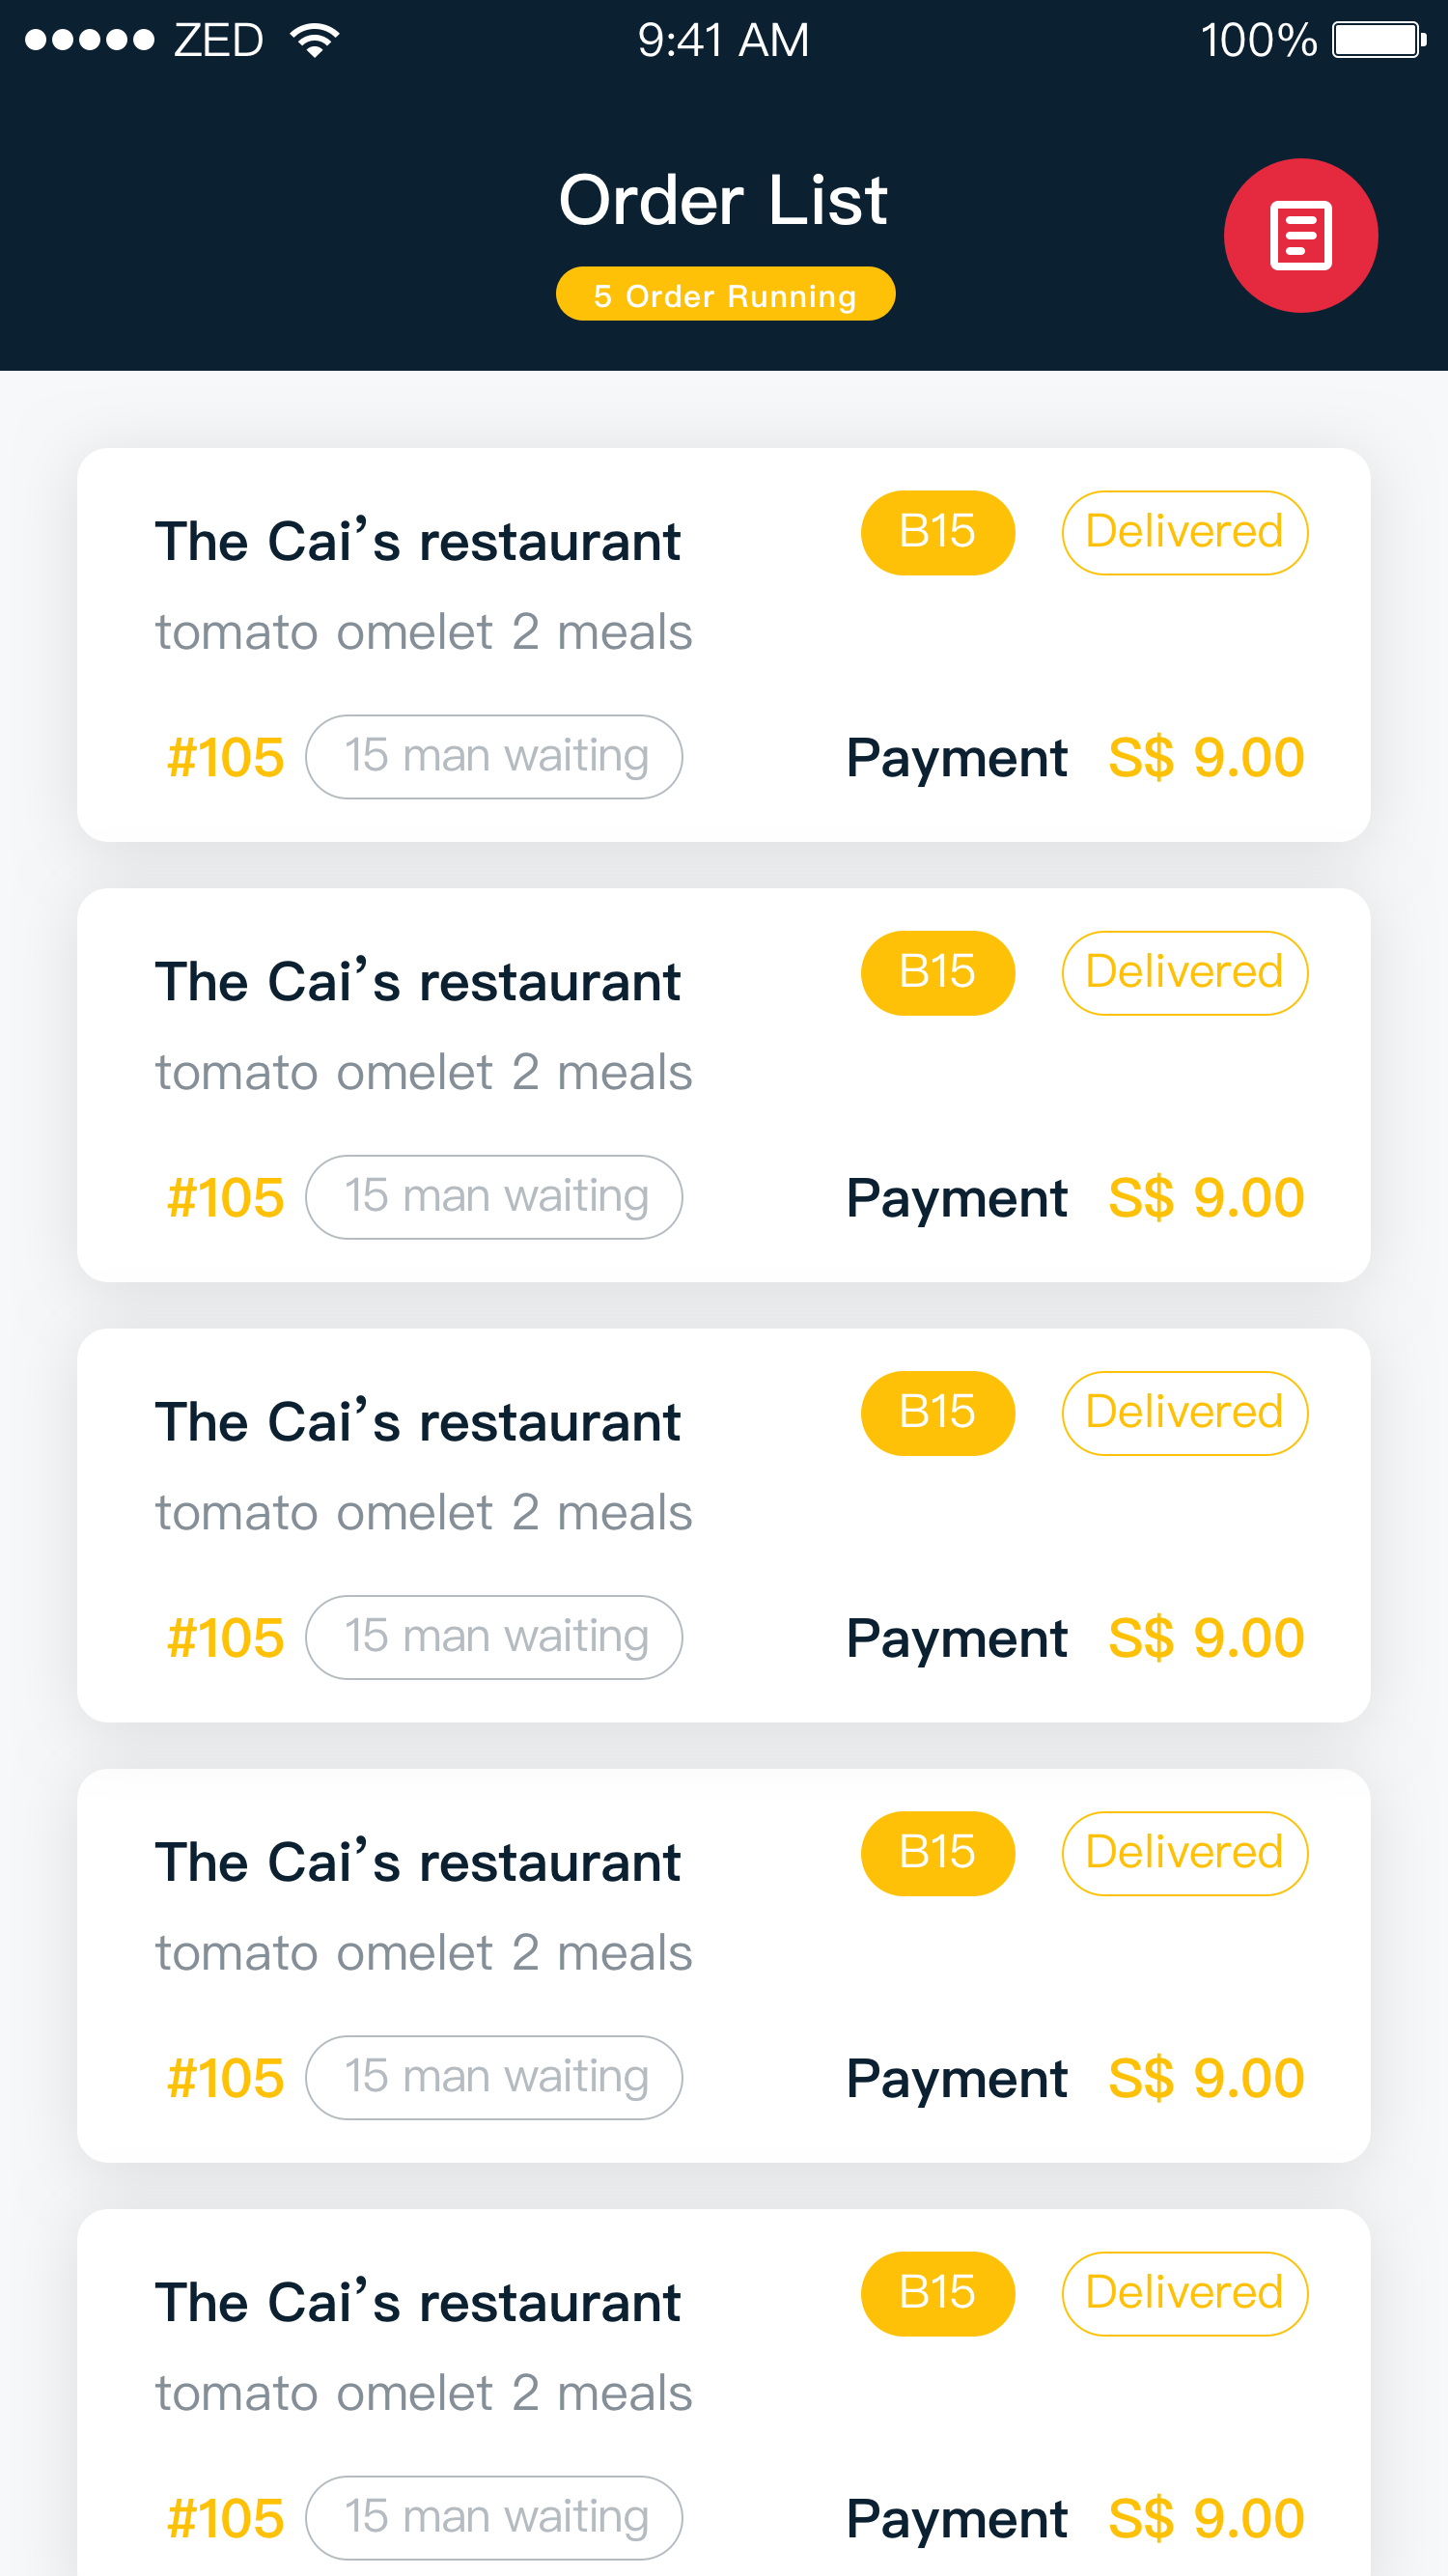 ZED 9:41 AM 100%
Order List
5 Order Running
The Cai’s restaurant B15 Delivered
tomato omelet 2 meals
#105 15 man waiting Payment S$ 9.00
The Cai’s restaurant B15 Delivered
tomato omelet 2 meals
#105 15 man waiting Payment S$ 9.00
The Cai’s restaurant B15 Delivered
tomato omelet 2 meals
#105 15 man waiting Payment S$ 9.00
The Cai’s restaurant B15 Delivered
tomato omelet 2 meals
#105 15 man waiting Payment S$ 9.00
The Cai’s restaurant B15 Delivered
tomato omelet 2 meals
#105 15 man waiting Payment S$ 9.00